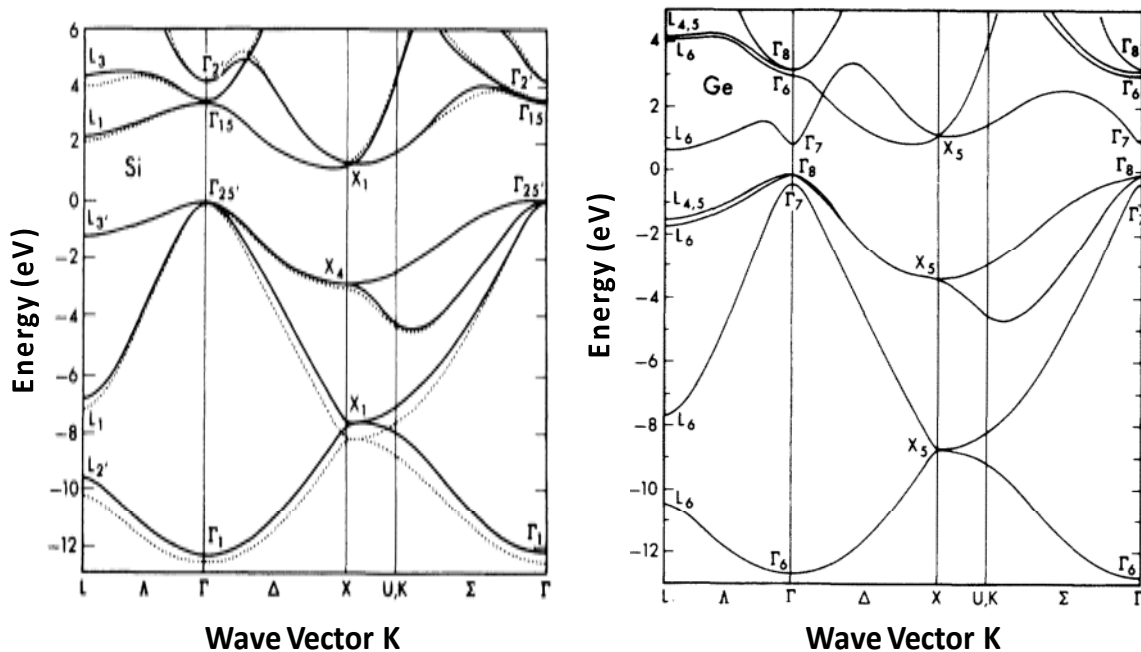 Energy (eV)
6
4
2
0
−2
−4
−6
−8
−10
−12
L3
L1
Si
L3'
L1
L2'
Γ2'
Γ15
Γ25'
X1
X4
X1
Γ1
Γ2'
Γ15
Γ25'
Γ1
L Λ Γ Δ X U,K Σ Γ
Wave Vector K
Energy (eV)
4
2
0
−2
−4
−6
−8
−10
−12
L4,5
L6
Ge
L6
L4,5
L6
L6
L6
Γ8
Γ6
Γ7
Γ8
Γ7
X5
X5
X5
Γ6
Γ8
Γ6
Γ7
Γ8
Γ7
Γ6
L Λ Γ Δ X U,K Σ Γ
Wave Vector K